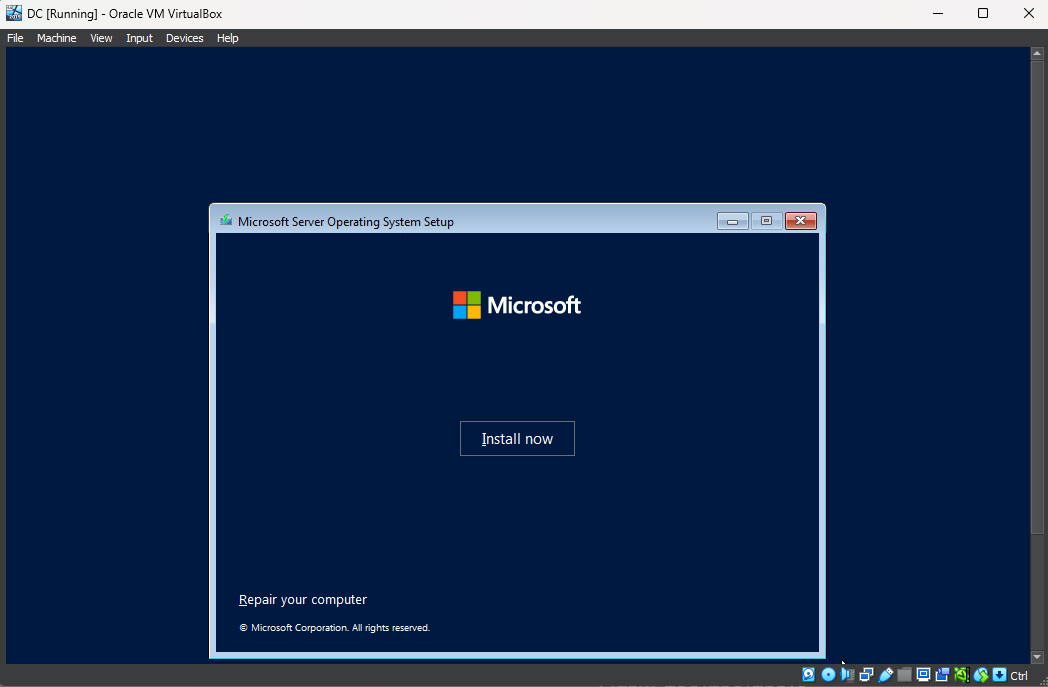 DC [Running] - Oracle VM VirtualBox
File Machine View Input Devices Help
Microsoft Server Operating System Setup
Microsoft
Install now
Repair your computer
© Microsoft Corporation. All rights reserved.
Ctrl